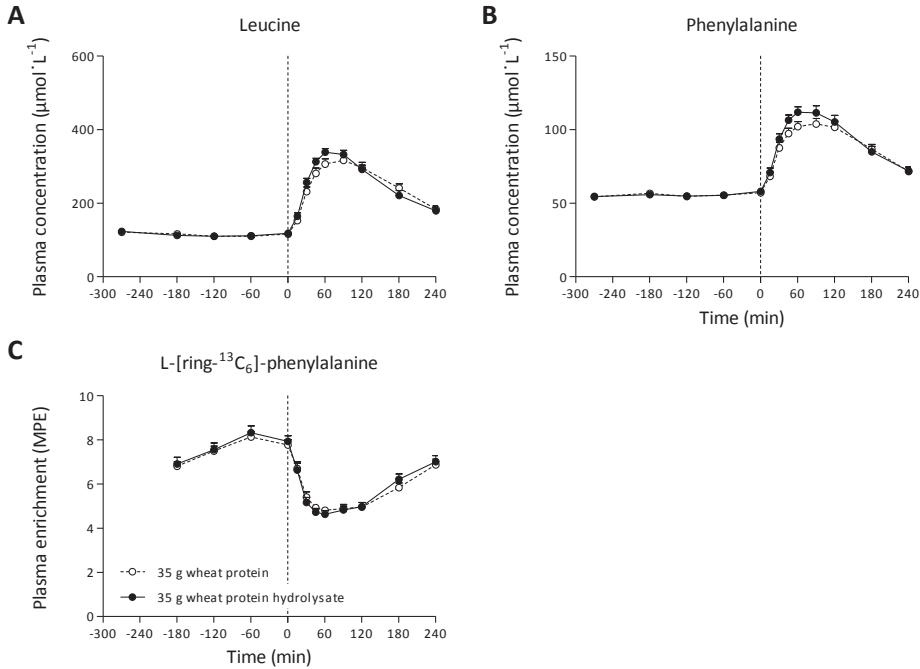 A
Leucine
Plasma concentration (µmol·L⁻¹)
600
400
200
0
-300 -240 -180 -120 -60 0 60 120 180 240
B
Phenylalanine
Plasma concentration (µmol·L⁻¹)
150
100
50
0
-300 -240 -180 -120 -60 0 60 120 180 240
Time (min)
C
L-[ring-¹³C₆]-phenylalanine
Plasma enrichment (MPE)
10
8
6
4
2
0
35 g wheat protein
35 g wheat protein hydrolysate
-300 -240 -180 -120 -60 0 60 120 180 240
Time (min)